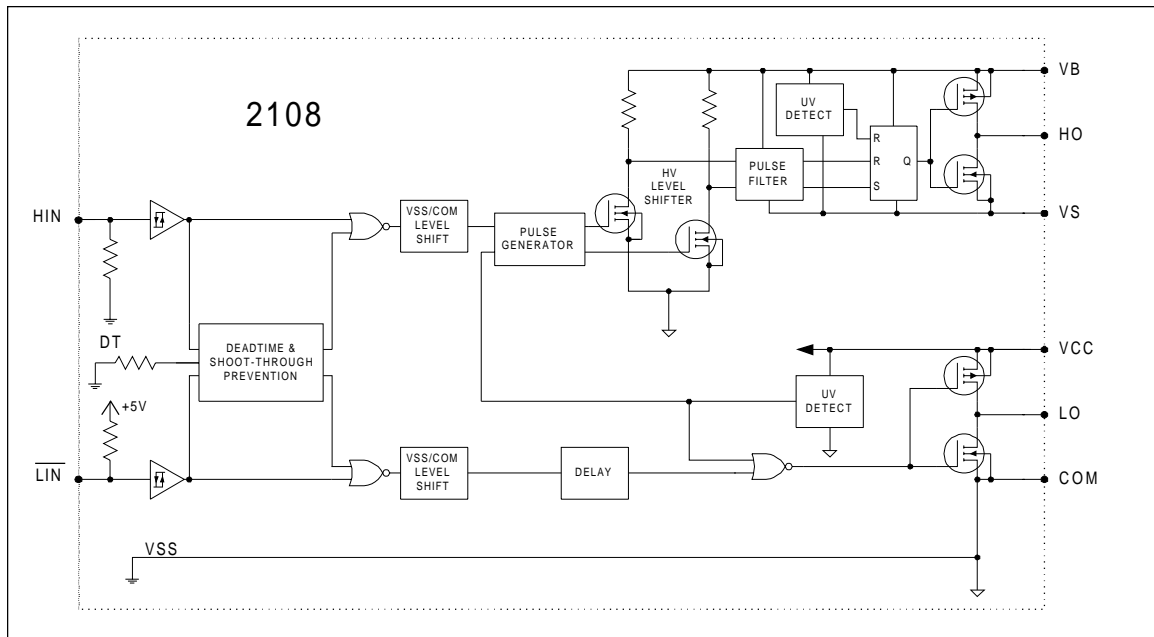 2108
VB
UV
DETECT
HO
R
R
Q
S
PULSE
FILTER
HV
LEVEL
SHIFTER
VS
HIN
VSS/COM
LEVEL
SHIFT
PULSE
GENERATOR
DT
DEADTIME &
SHOOT-THROUGH
PREVENTION
VCC
UV
DETECT
+5V
LO
LIN
VSS/COM
LEVEL
SHIFT
DELAY
COM
VSS